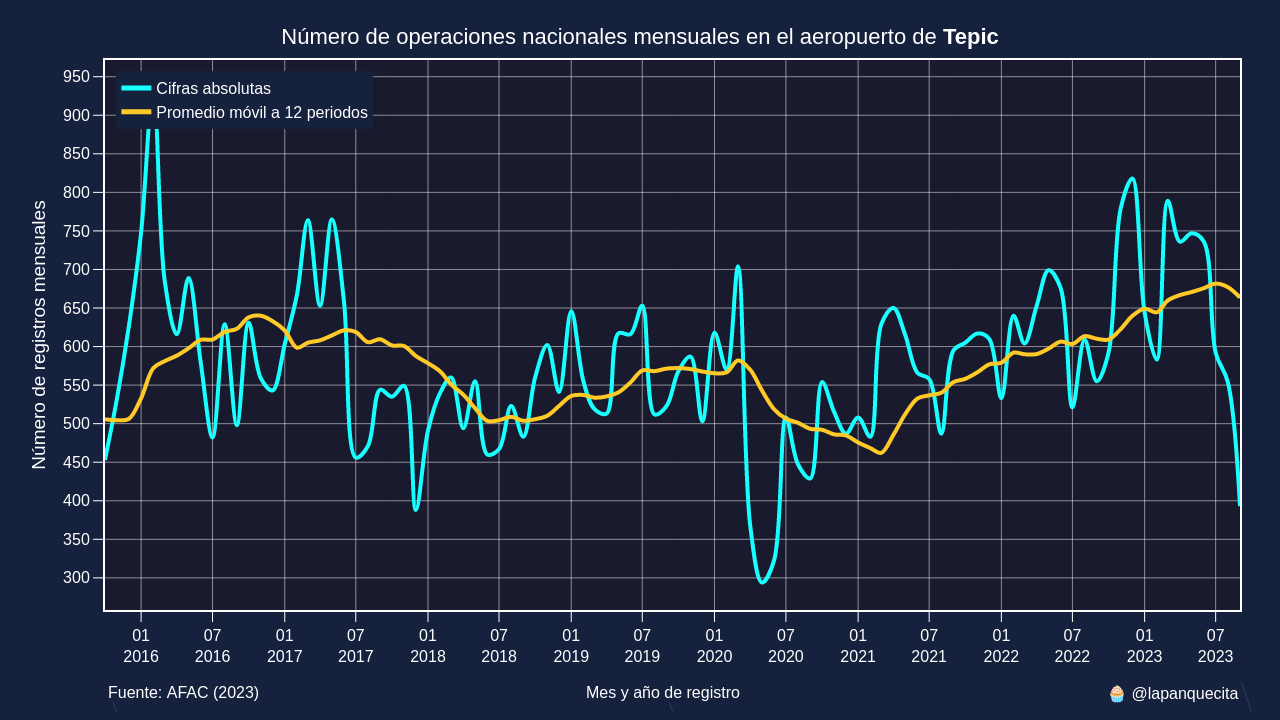 Número de operaciones nacionales mensuales en el aeropuerto de Tepic
Cifras absolutas
Promedio móvil a 12 periodos
Número de registros mensuales
950
900
850
800
750
700
650
600
550
500
450
400
350
300
01 07 01 07 01 07 01 07 01 07 01 07 01 07 01 07
2016 2016 2017 2017 2018 2018 2019 2019 2020 2020 2021 2021 2022 2022 2023 2023
Fuente: AFAC (2023) Mes y año de registro 🧁 @lapanquecita